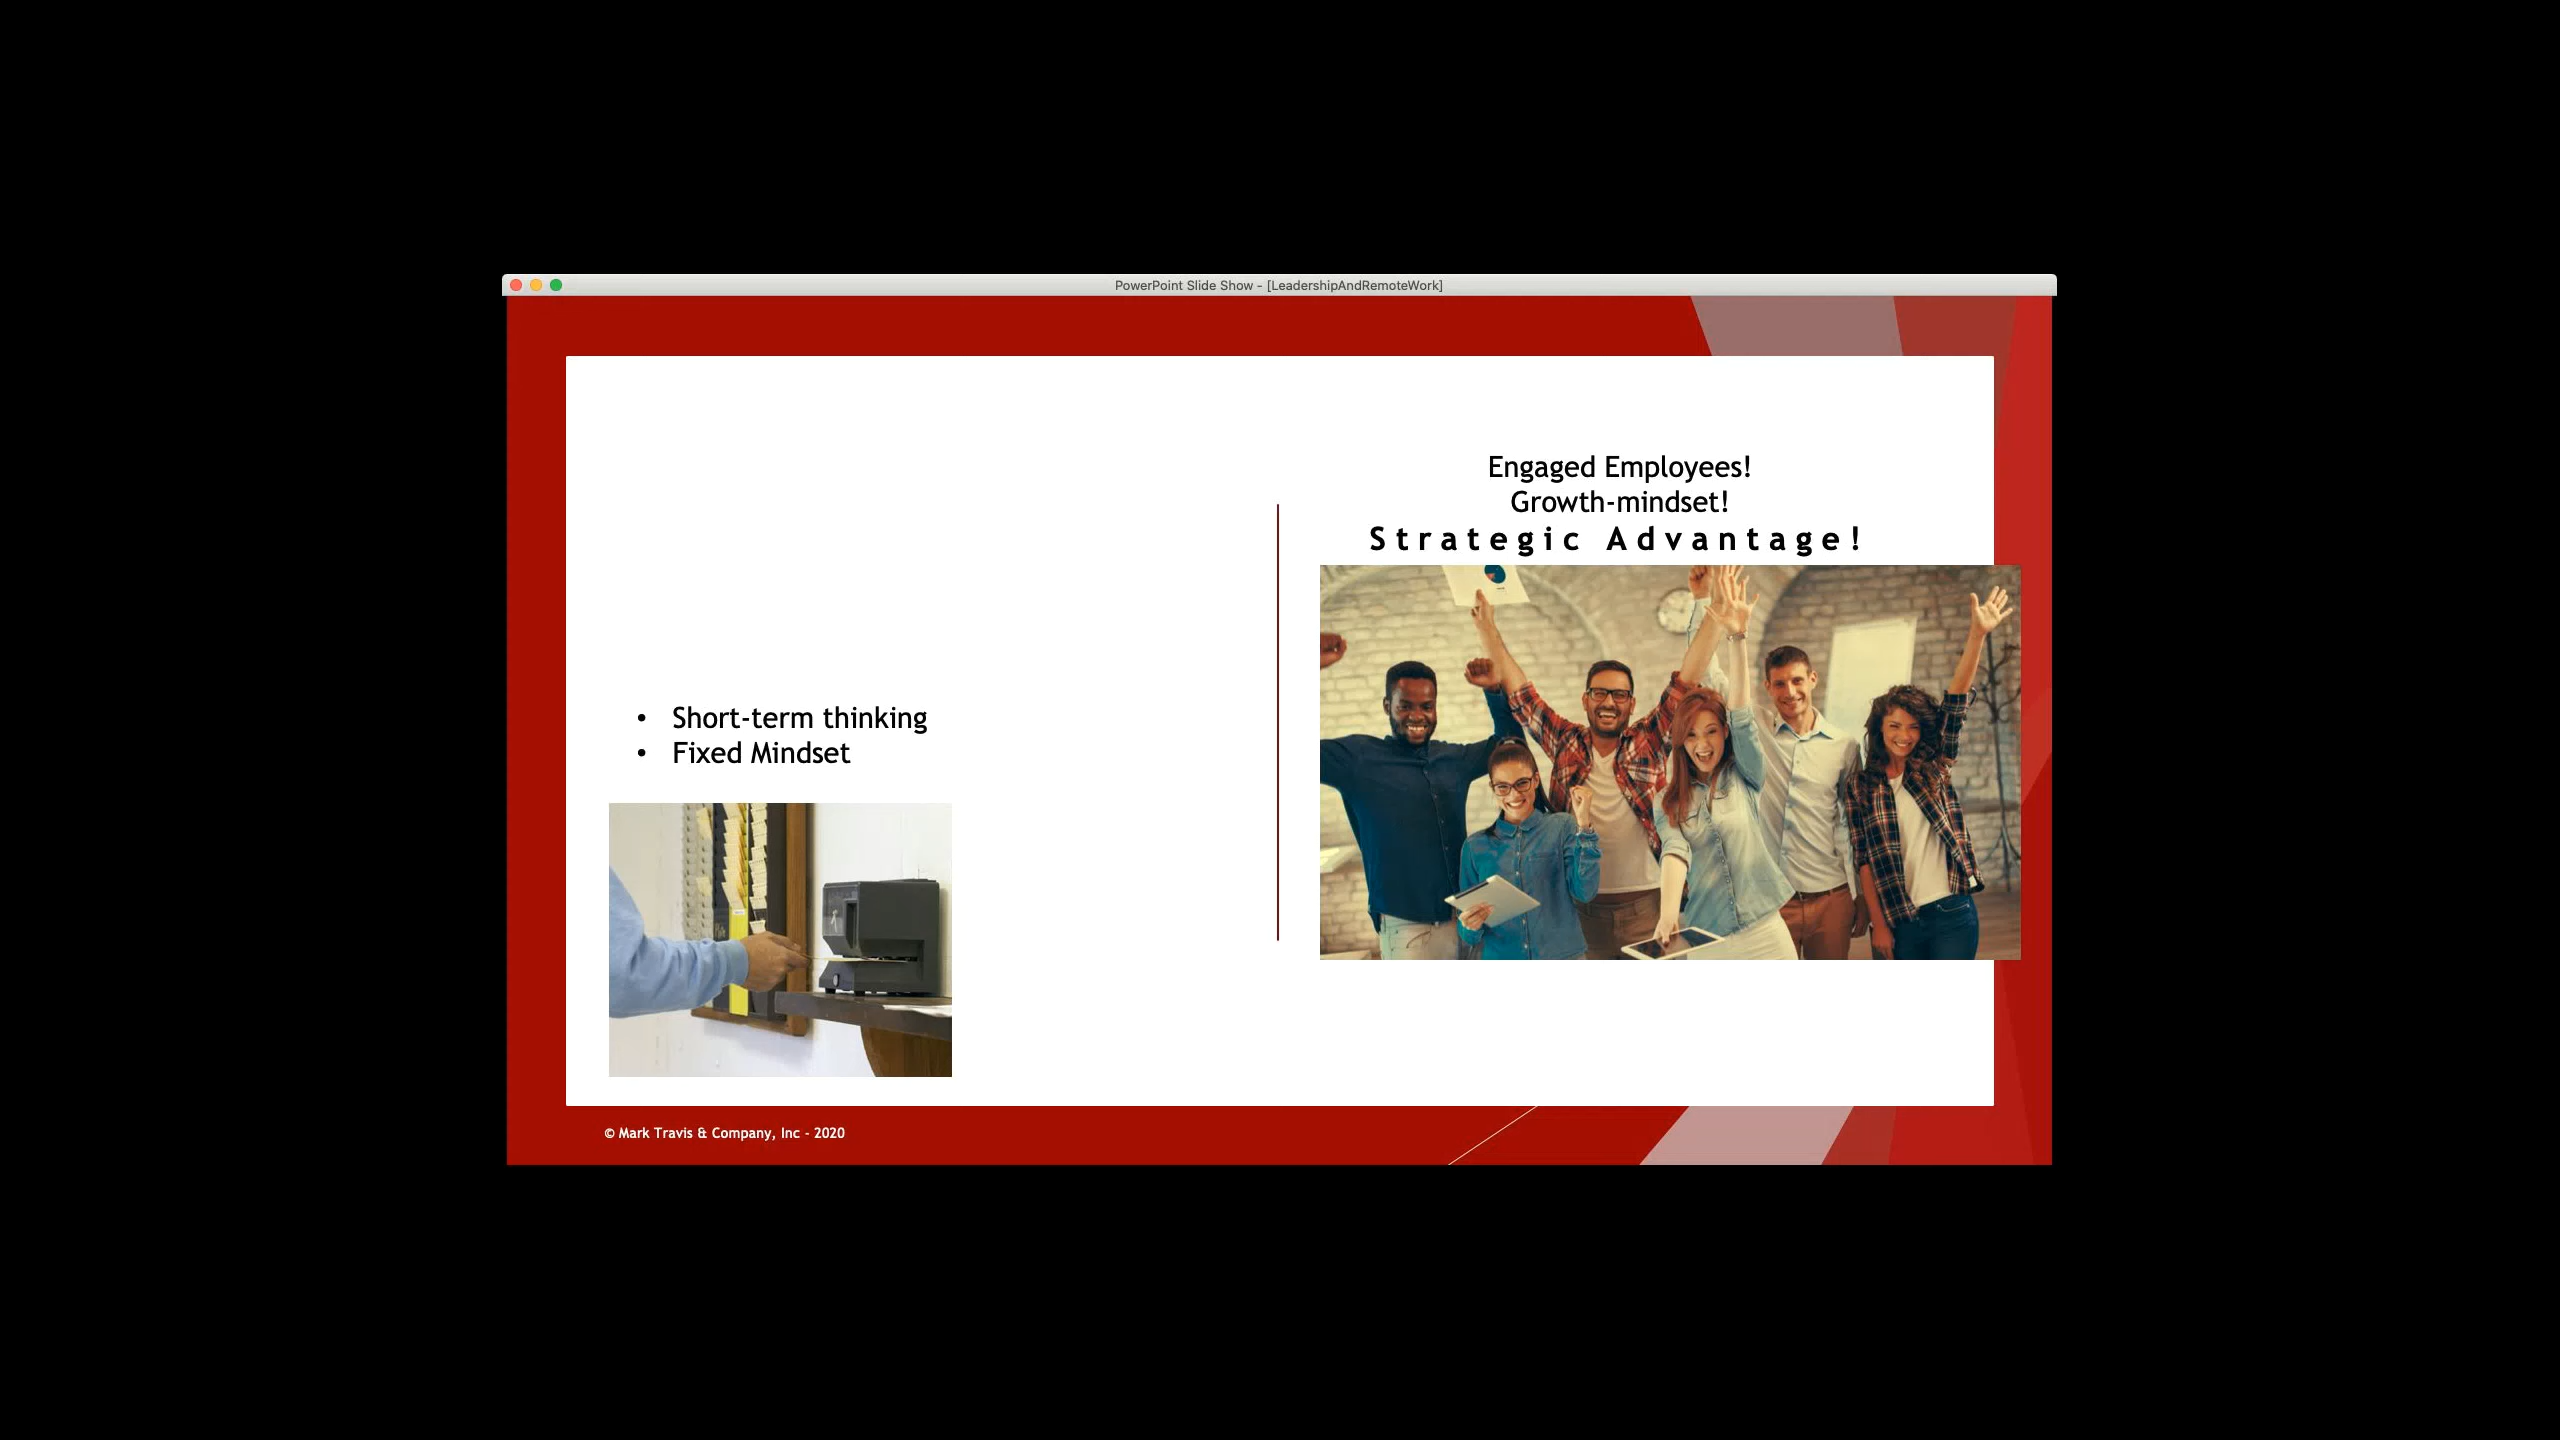 PowerPoint Slide Show - [LeadershipAndRemoteWork]
Engaged Employees!
Growth-mindset!
Strategic Advantage!
• Short-term thinking
• Fixed Mindset
© Mark Travis & Company, Inc - 2020